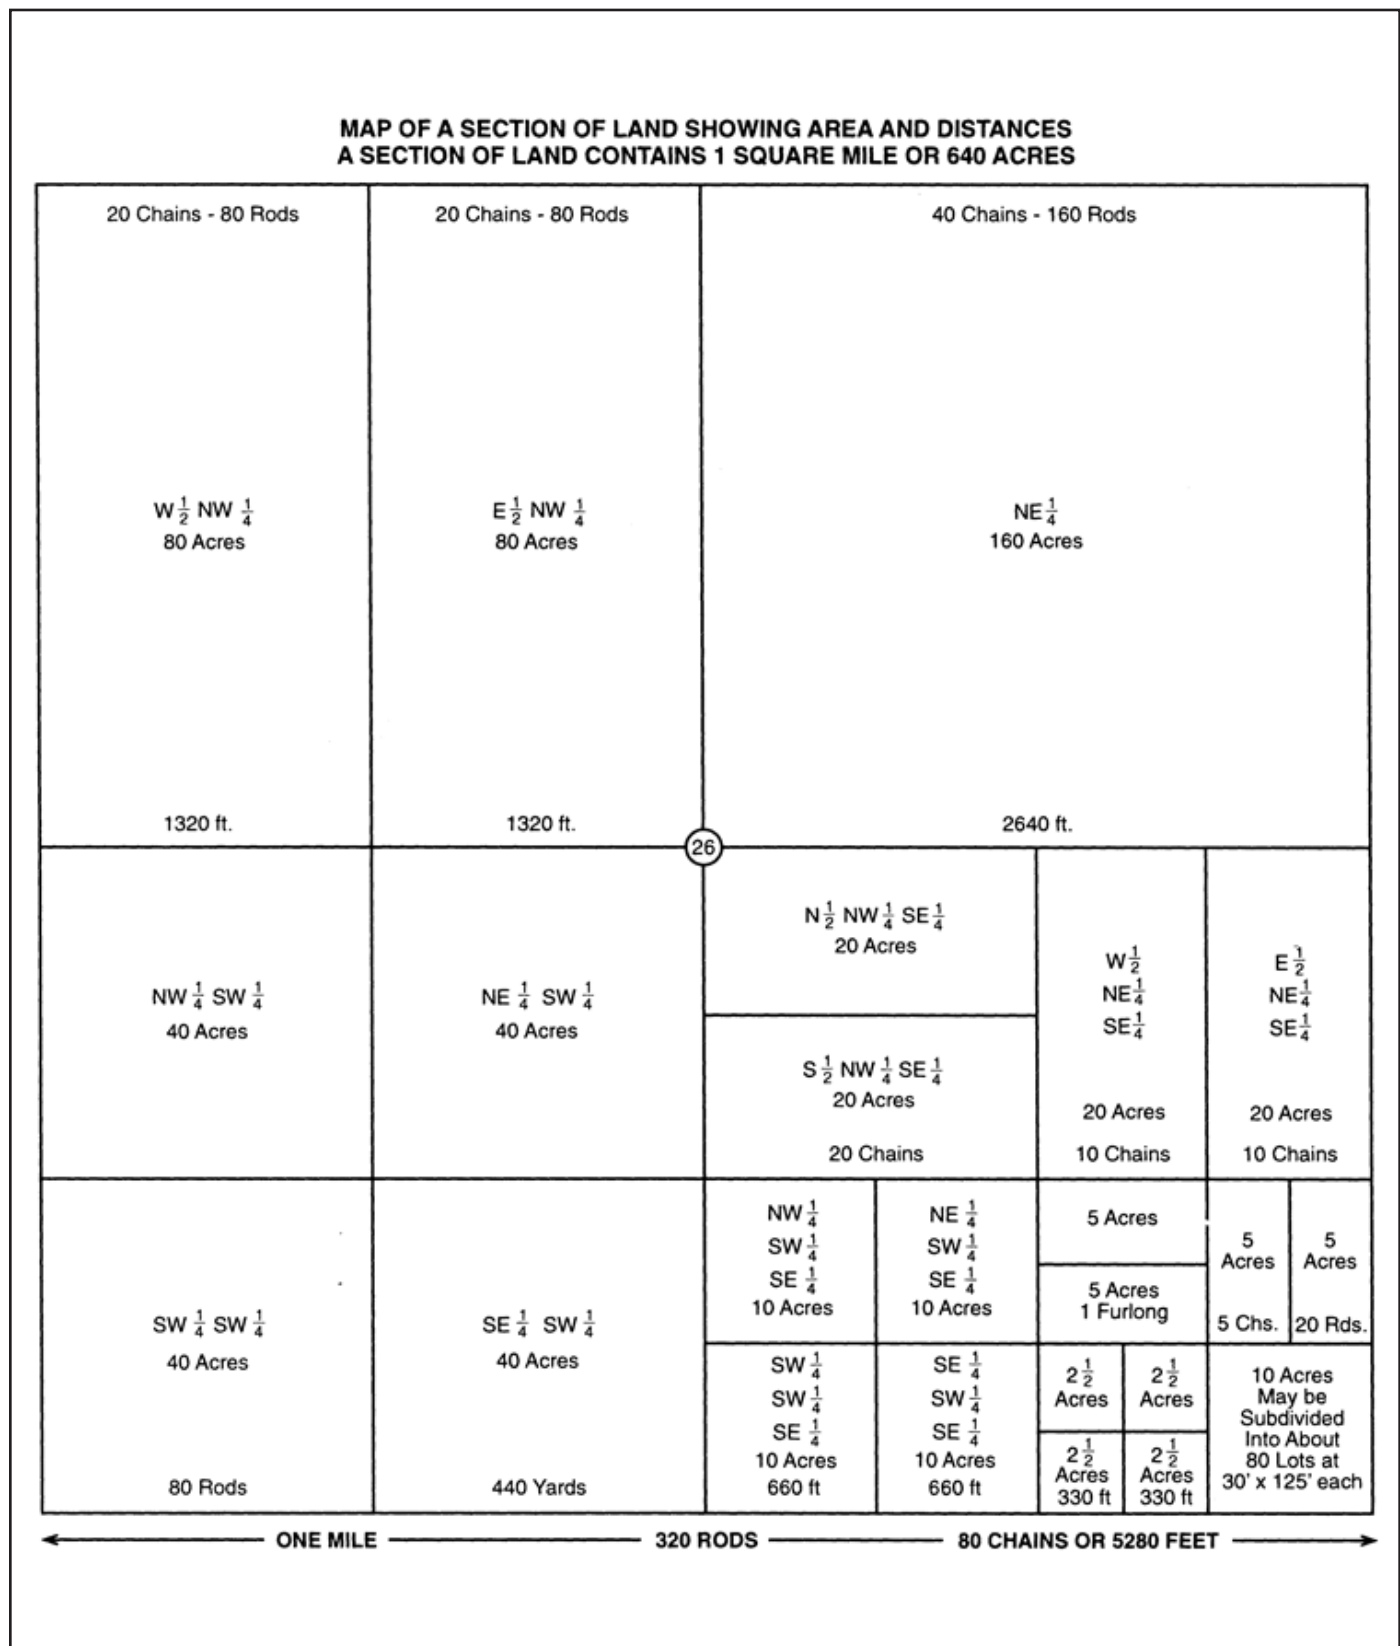 MAP OF A SECTION OF LAND SHOWING AREA AND DISTANCES
A SECTION OF LAND CONTAINS 1 SQUARE MILE OR 640 ACRES
20 Chains - 80 Rods
W 1/2 NW 1/4
80 Acres
1320 ft.
20 Chains - 80 Rods
E 1/2 NW 1/4
80 Acres
1320 ft.
40 Chains - 160 Rods
NE 1/4
160 Acres
2640 ft.
26
NW 1/4 SW 1/4
40 Acres
NE 1/4 SW 1/4
40 Acres
N 1/2 NW 1/4 SE 1/4
20 Acres
S 1/2 NW 1/4 SE 1/4
20 Acres
20 Chains
W 1/2
NE 1/4
SE 1/4
20 Acres
10 Chains
E 1/2
NE 1/4
SE 1/4
20 Acres
10 Chains
SW 1/4 SW 1/4
40 Acres
80 Rods
SE 1/4 SW 1/4
40 Acres
440 Yards
NW 1/4
SW 1/4
SE 1/4
10 Acres
NE 1/4
SW 1/4
SE 1/4
10 Acres
5 Acres
5 Acres
1 Furlong
5
Acres
5 Chs.
5
Acres
20 Rds.
SW 1/4
SW 1/4
SE 1/4
10 Acres
660 ft
SE 1/4
SW 1/4
SE 1/4
10 Acres
660 ft
2 1/2
Acres
2 1/2
Acres
2 1/2
Acres
330 ft
2 1/2
Acres
330 ft
10 Acres
May be
Subdivided
Into About
80 Lots at
30' x 125' each
ONE MILE 320 RODS 80 CHAINS OR 5280 FEET